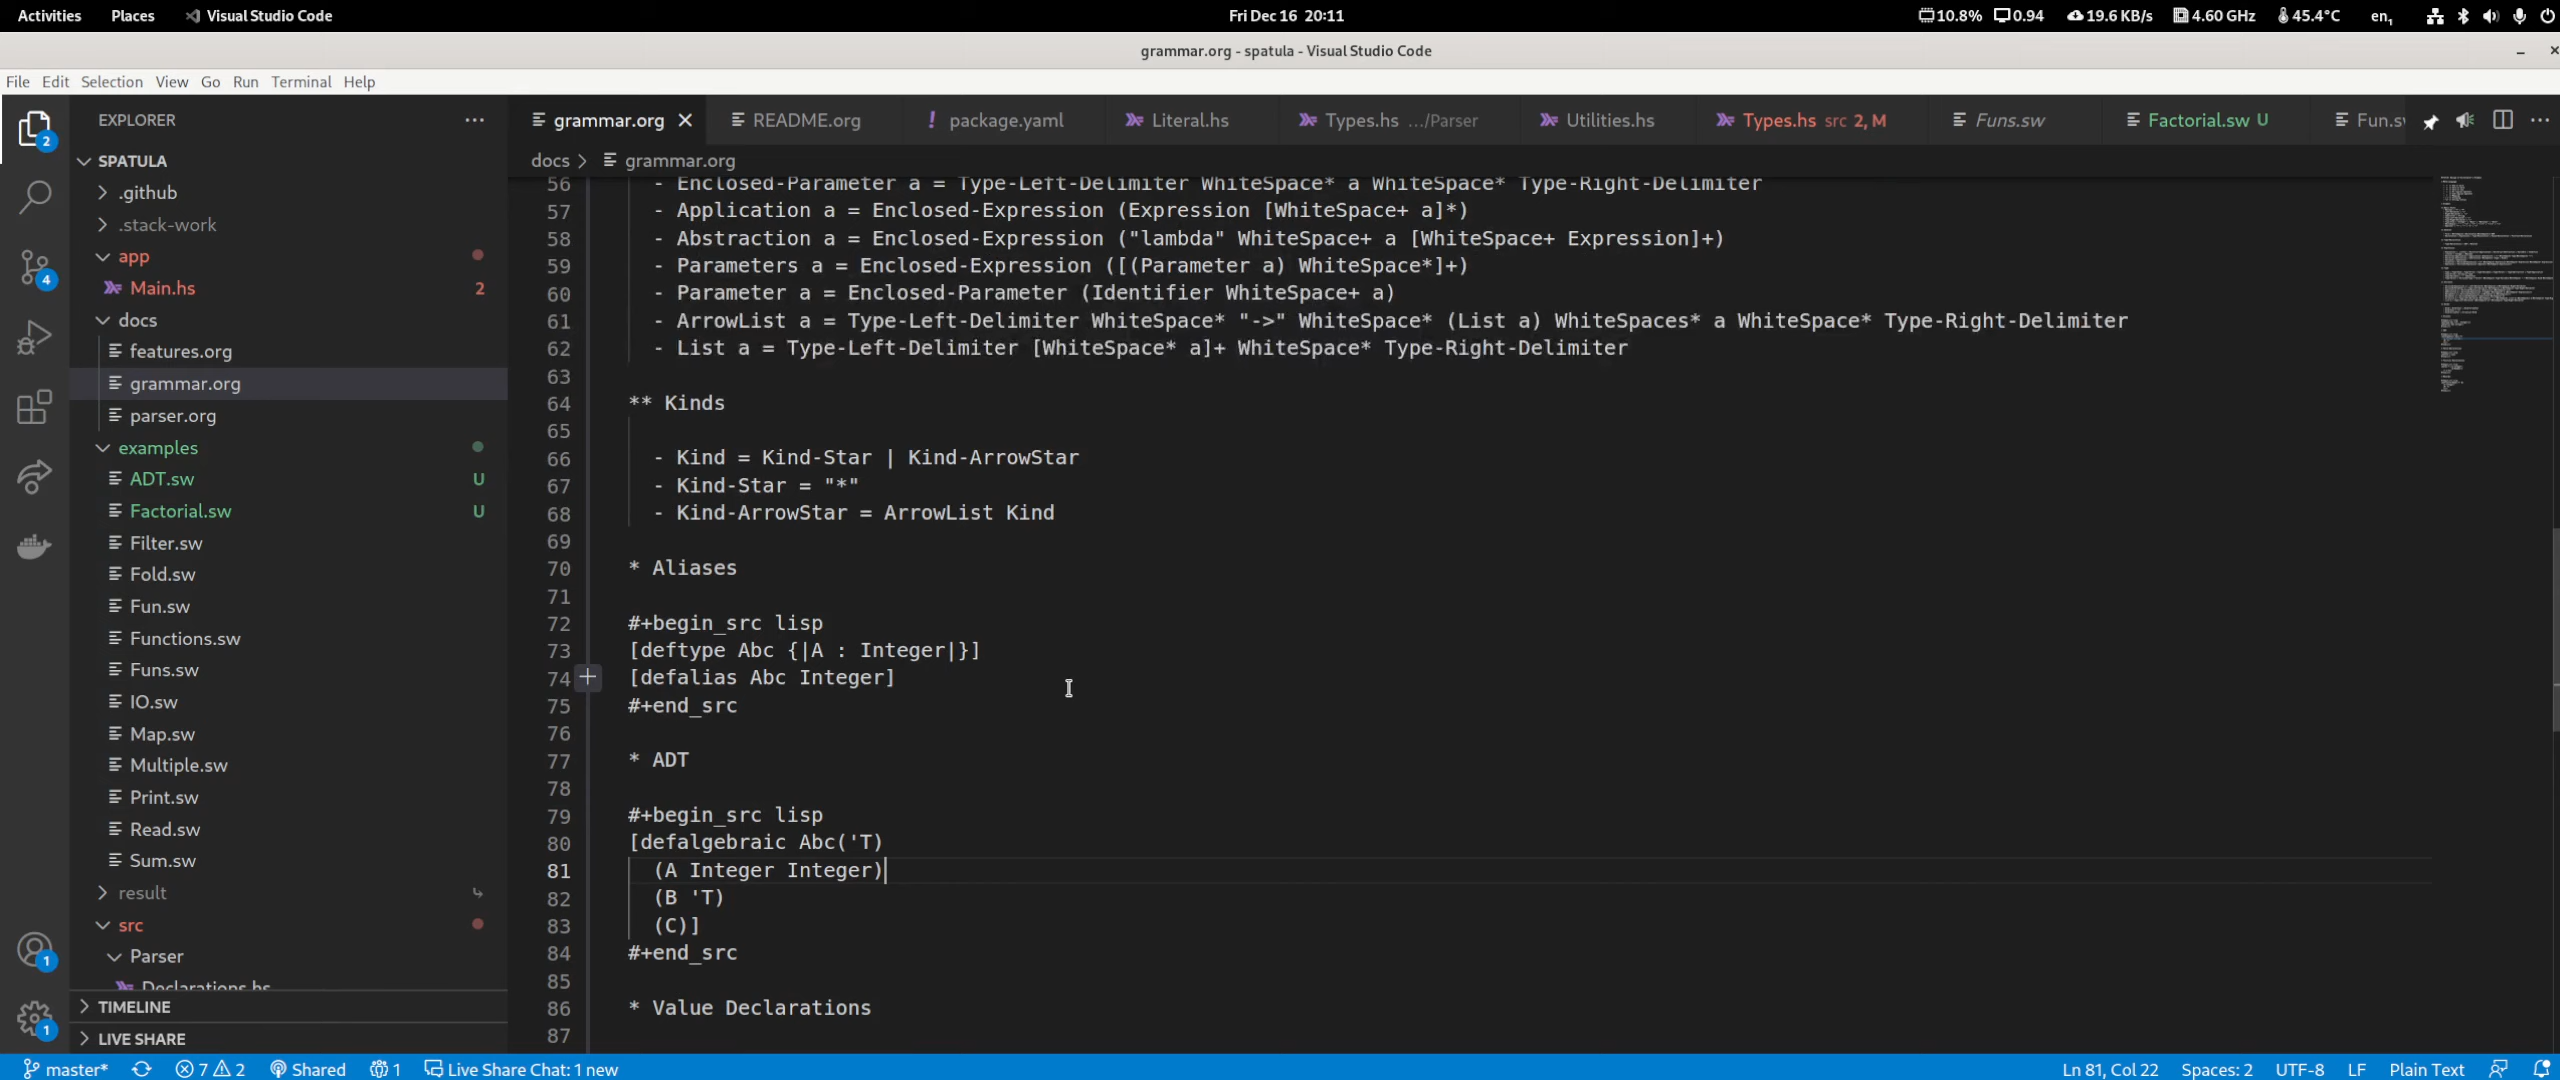 Activities Places Visual Studio Code Fri Dec 16 20:11 10.8% 0.94 19.6 KB/s 4.60 GHz 45.4°C en1
grammar.org - spatula - Visual Studio Code
File Edit Selection View Go Run Terminal Help
EXPLORER
grammar.org README.org ! package.yaml Literal.hs Types.hs .../Parser Utilities.hs Types.hs src 2, M Funs.sw Factorial.sw U Fun.sv
docs > grammar.org
SPATULA
.github
.stack-work
app
Main.hs 2
docs
features.org
grammar.org
parser.org
examples
ADT.sw U
Factorial.sw U
Filter.sw
Fold.sw
Fun.sw
Functions.sw
Funs.sw
IO.sw
Map.sw
Multiple.sw
Print.sw
Read.sw
Sum.sw
result
src
Parser
Declarations.hs
TIMELINE
LIVE SHARE
2
4
1
1
56 - Enclosed-Parameter a = Type-Left-Delimiter WhiteSpace* a WhiteSpace* Type-Right-Delimiter
57 - Application a = Enclosed-Expression (Expression [WhiteSpace+ a]*)
58 - Abstraction a = Enclosed-Expression ("lambda" WhiteSpace+ a [WhiteSpace+ Expression]+)
59 - Parameters a = Enclosed-Expression ([(Parameter a) WhiteSpace*]+)
60 - Parameter a = Enclosed-Parameter (Identifier WhiteSpace+ a)
61 - ArrowList a = Type-Left-Delimiter WhiteSpace* "->" WhiteSpace* (List a) WhiteSpaces* a WhiteSpace* Type-Right-Delimiter
62 - List a = Type-Left-Delimiter [WhiteSpace* a]+ WhiteSpace* Type-Right-Delimiter
63
64 ** Kinds
65
66 - Kind = Kind-Star | Kind-ArrowStar
67 - Kind-Star = "*"
68 - Kind-ArrowStar = ArrowList Kind
69
70 * Aliases
71
72 #+begin_src lisp
73 [deftype Abc {|A : Integer|}]
74 [defalias Abc Integer]
75 #+end_src
76
77 * ADT
78
79 #+begin_src lisp
80 [defalgebraic Abc('T)
81 (A Integer Integer)
82 (B 'T)
83 (C)]
84 #+end_src
85
86 * Value Declarations
87
master* 7 2 Shared 1 Live Share Chat: 1 new Ln 81, Col 22 Spaces: 2 UTF-8 LF Plain Text